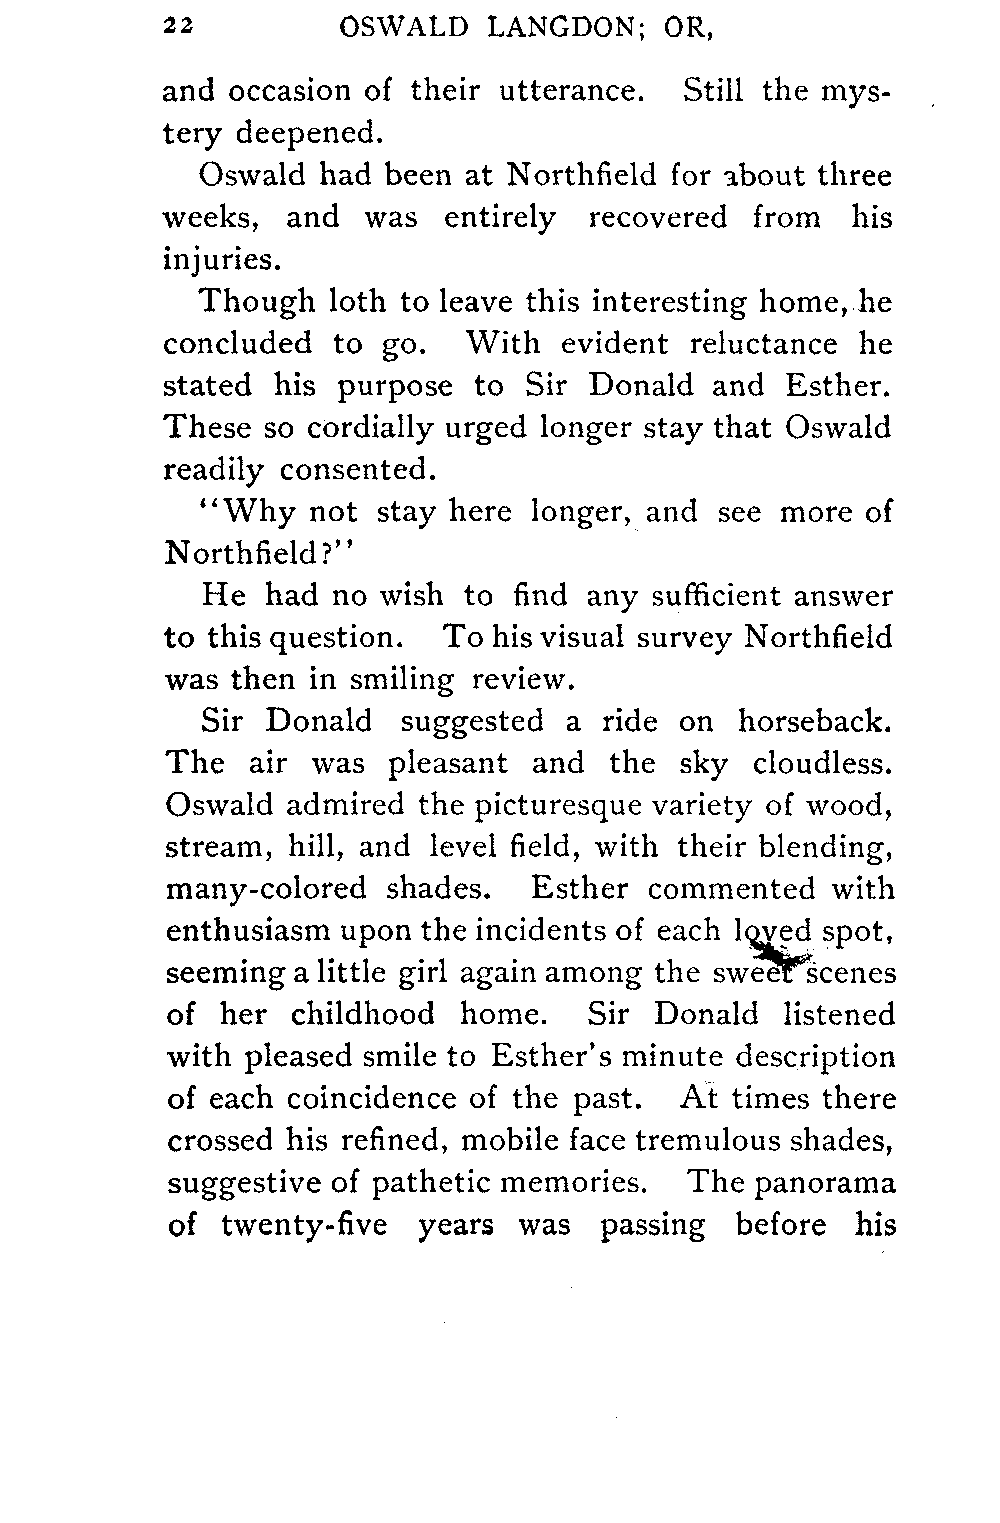 22 OSWALD LANGDON; OR,
and occasion of their utterance. Still the mys-
tery deepened.
Oswald had been at Northfield for about three
weeks, and was entirely recovered from his
injuries.
Though loth to leave this interesting home, he
concluded to go. With evident reluctance he
stated his purpose to Sir Donald and Esther.
These so cordially urged longer stay that Oswald
readily consented.
"Why not stay here longer, and see more of
Northfield?"
He had no wish to find any sufficient answer
to this question. To his visual survey Northfield
was then in smiling review.
Sir Donald suggested a ride on horseback.
The air was pleasant and the sky cloudless.
Oswald admired the picturesque variety of wood,
stream, hill, and level field, with their blending,
many-colored shades. Esther commented with
enthusiasm upon the incidents of each loved spot,
seeming a little girl again among the sweet scenes
of her childhood home. Sir Donald listened
with pleased smile to Esther's minute description
of each coincidence of the past. At times there
crossed his refined, mobile face tremulous shades,
suggestive of pathetic memories. The panorama
of twenty-five years was passing before his